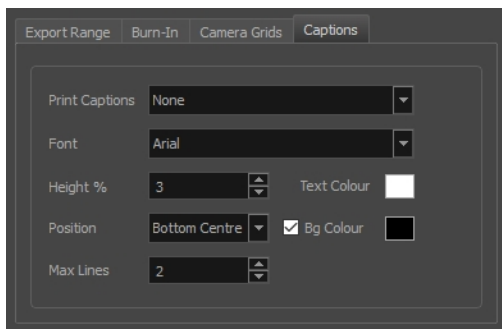 Export Range Burn-In Camera Grids Captions
Print Captions None
Font Arial
Height % 3 Text Colour
Position Bottom Centre Bg Colour
Max Lines 2